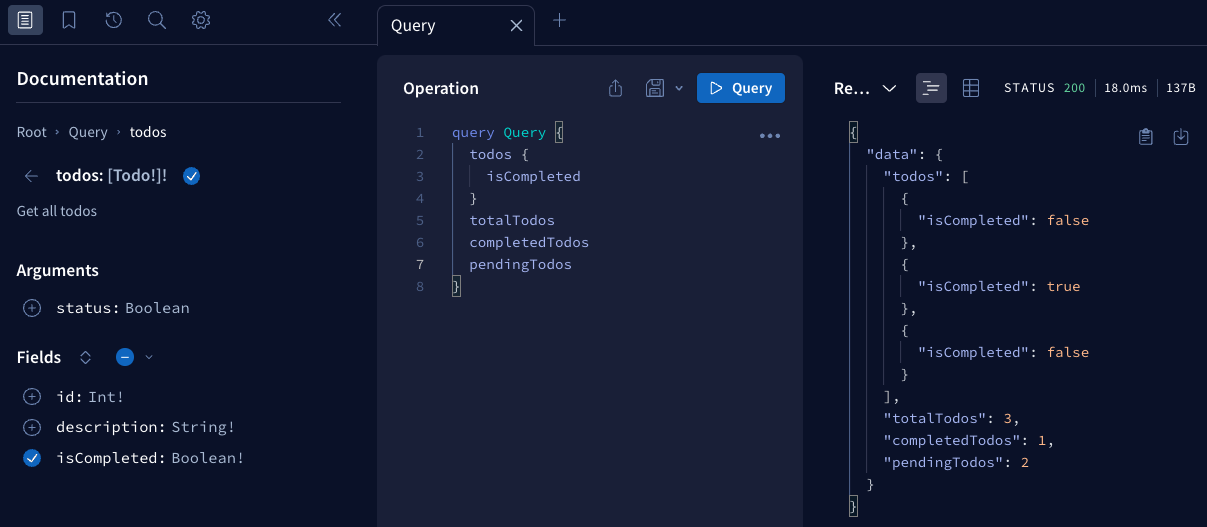 Documentation
Root › Query › todos
todos: [Todo!]!
Get all todos
Arguments
status: Boolean
Fields
id: Int!
description: String!
isCompleted: Boolean!
Query
Operation
Query
1 query Query {
2 todos {
3 isCompleted
4 }
5 totalTodos
6 completedTodos
7 pendingTodos
8 }
Re... STATUS 200 18.0ms 137B
{
"data": {
"todos": [
{
"isCompleted": false
},
{
"isCompleted": true
},
{
"isCompleted": false
}
],
"totalTodos": 3,
"completedTodos": 1,
"pendingTodos": 2
}
}